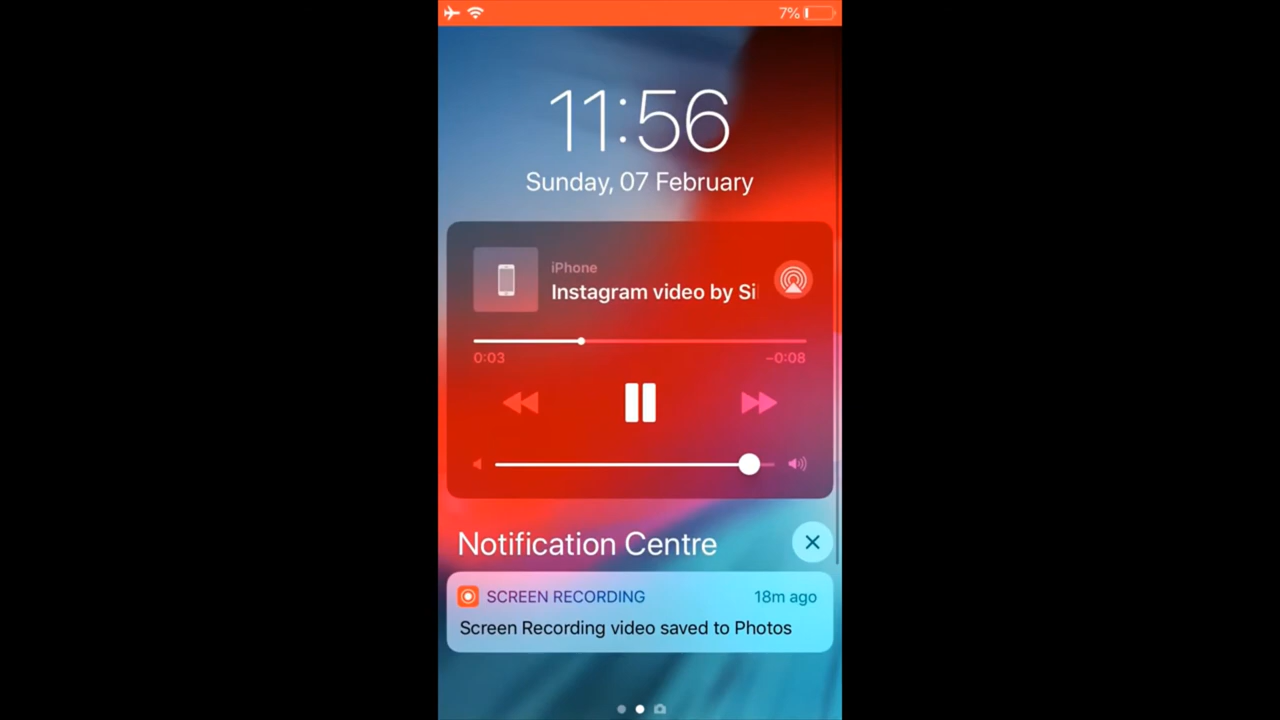 7%
11:56
Sunday, 07 February
iPhone
Instagram video by Si
0:03
-0:08
Notification Centre
SCREEN RECORDING
18m ago
Screen Recording video saved to Photos